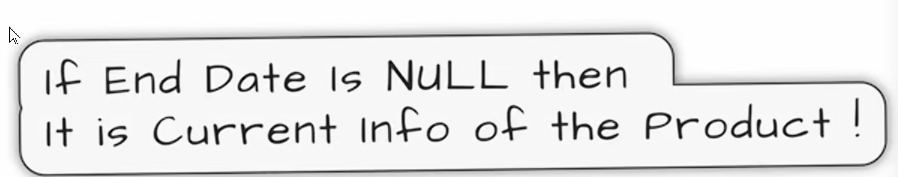 If End Date Is NULL then
It is Current Info of the Product !